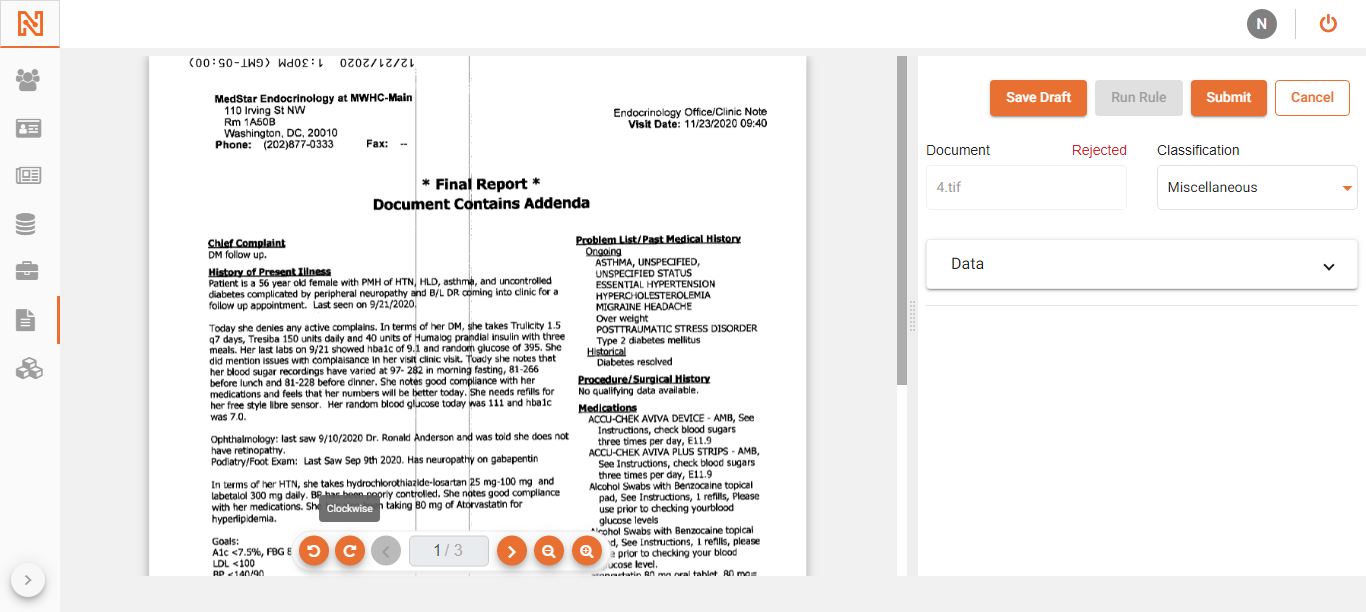 N
N
Save Draft
Run Rule
Submit
Cancel
Document
Rejected
Classification
4.tif
Miscellaneous
Data
12/21/2020 1:30PM (GMT-05:00)
MedStar Endocrinology at MWHC-Main
110 Irving St NW
Rm 1A50B
Washington, DC, 20010
Phone: (202)877-0333 Fax: --
Endocrinology Office/Clinic Note
Visit Date: 11/23/2020 09:40
* Final Report *
Document Contains Addenda
Chief Complaint
DM follow up.
History of Present Illness
Patient is a 56 year old female with PMH of HTN, HLD, asthma, and uncontrolled
diabetes complicated by peripheral neuropathy and B/L DR coming into clinic for a
follow up appointment. Last seen on 9/21/2020.
Today she denies any active complains. In terms of her DM, she takes Trulicity 1.5
q7 days, Tresiba 150 units daily and 40 units of Humalog prandial insulin with three
meals. Her last labs on 9/21 showed hba1c of 9.1 and random glucose of 395. She
did mention issues with complaisance in her visit clinic visit. Toady she notes that
her blood sugar recordings have varied at 97- 282 in morning fasting, 81-266
before lunch and 81-228 before dinner. She notes good compliance with her
medications and feels that her numbers will be better today. She needs refills for
her free style libre sensor. Her random blood glucose today was 111 and hba1c
was 7.0.
Ophthalmology: last saw 9/10/2020 Dr. Ronald Anderson and was told she does not
have retinopathy.
Podiatry/Foot Exam: Last Saw Sep 9th 2020. Has neuropathy on gabapentin
In terms of her HTN, she takes hydrochlorothiazide-losartan 25 mg-100 mg and
labetalol 300 mg daily. BP has been poorly controlled. She notes good compliance
with her medications. She taking 80 mg of Atorvastatin for
hyperlipidemia.
Goals:
A1c <7.5%, FBG
LDL <100
BP <140/90
Problem List/Past Medical History
Ongoing
ASTHMA, UNSPECIFIED,
UNSPECIFIED STATUS
ESSENTIAL HYPERTENSION
HYPERCHOLESTEROLEMIA
MIGRAINE HEADACHE
Over weight
POSTTRAUMATIC STRESS DISORDER
Type 2 diabetes mellitus
Historical
Diabetes resolved
Procedure/Surgical History
No qualifying data available.
Medications
ACCU-CHEK AVIVA DEVICE - AMB, See
Instructions, check blood sugars
three times per day, E11.9
ACCU-CHEK AVIVA PLUS STRIPS - AMB,
See Instructions, check blood sugars
three times per day, E11.9
Alcohol Swabs with Benzocaine topical
pad, See Instructions, 1 refills, Please
use prior to checking yourblood
glucose levels
Alcohol Swabs with Benzocaine topical
See Instructions, 1 refills, please
prior to checking your blood
glucose level.
atorvastatin 80 mg oral tablet, 80 mg=
Clockwise
1 / 3